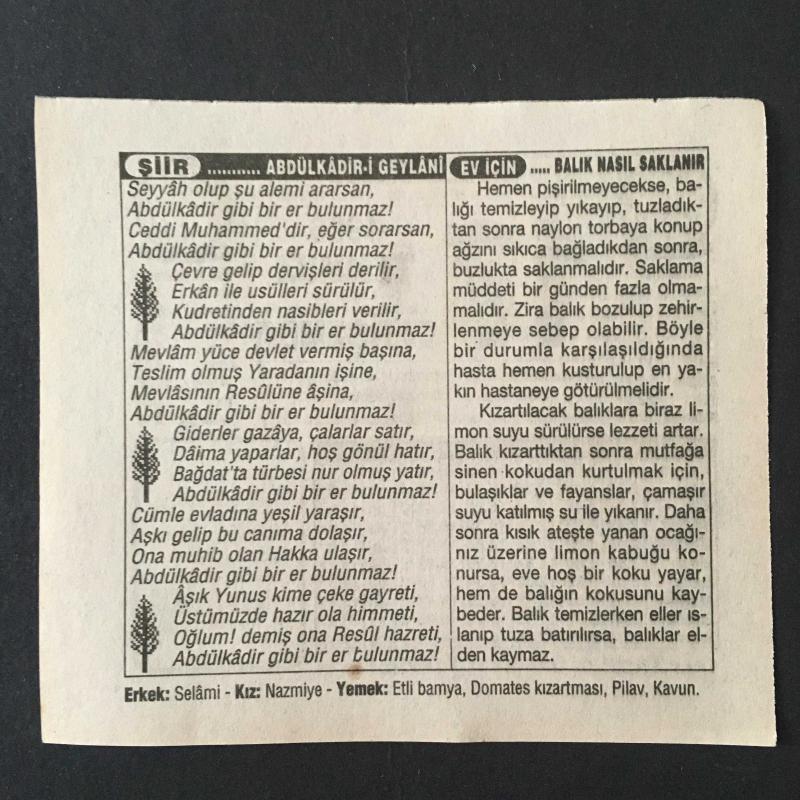 ŞİİR ........... ABDÜLKÂDİR-İ GEYLÂNÎ
Seyyâh olup şu alemi ararsan,
Abdülkâdir gibi bir er bulunmaz!
Ceddi Muhammed'dir, eğer sorarsan,
Abdülkâdir gibi bir er bulunmaz!
Çevre gelip dervişleri derilir,
Erkân ile usülleri sürülür,
Kudretinden nasibleri verilir,
Abdülkâdir gibi bir er bulunmaz!
Mevlâm yüce devlet vermiş başına,
Teslim olmuş Yaradanın işine,
Mevlâsının Resûlüne âşina,
Abdülkâdir gibi bir er bulunmaz!
Giderler gazâya, çalarlar satır,
Dâima yaparlar, hoş gönül hatır,
Bağdat'ta türbesi nur olmuş yatır,
Abdülkâdir gibi bir er bulunmaz!
Cümle evladına yeşil yaraşır,
Aşkı gelip bu canıma dolaşır,
Ona muhib olan Hakka ulaşır,
Abdülkâdir gibi bir er bulunmaz!
Âşık Yunus kime çeke gayreti,
Üstümüzde hazır ola himmeti,
Oğlum! demiş ona Resûl hazreti,
Abdülkâdir gibi bir er bulunmaz!
EV İÇİN ..... BALIK NASIL SAKLANIR
Hemen pişirilmeyecekse, ba-
lığı temizleyip yıkayıp, tuzladık-
tan sonra naylon torbaya konup
ağzını sıkıca bağladıkdan sonra,
buzlukta saklanmalıdır. Saklama
müddeti bir günden fazla olma-
malıdır. Zira balık bozulup zehir-
lenmeye sebep olabilir. Böyle
bir durumla karşılaşıldığında
hasta hemen kusturulup en ya-
kın hastaneye götürülmelidir.
Kızartılacak balıklara biraz li-
mon suyu sürülürse lezzeti artar.
Balık kızarttıktan sonra mutfağa
sinen kokudan kurtulmak için,
bulaşıklar ve fayanslar, çamaşır
suyu katılmış su ile yıkanır. Daha
sonra kısık ateşte yanan ocağı-
nız üzerine limon kabuğu ko-
nursa, eve hoş bir koku yayar,
hem de balığın kokusunu kay-
beder. Balık temizlerken eller ıs-
lanıp tuza batırılırsa, balıklar el-
den kaymaz.
Erkek: Selâmi - Kız: Nazmiye - Yemek: Etli bamya, Domates kızartması, Pilav, Kavun.